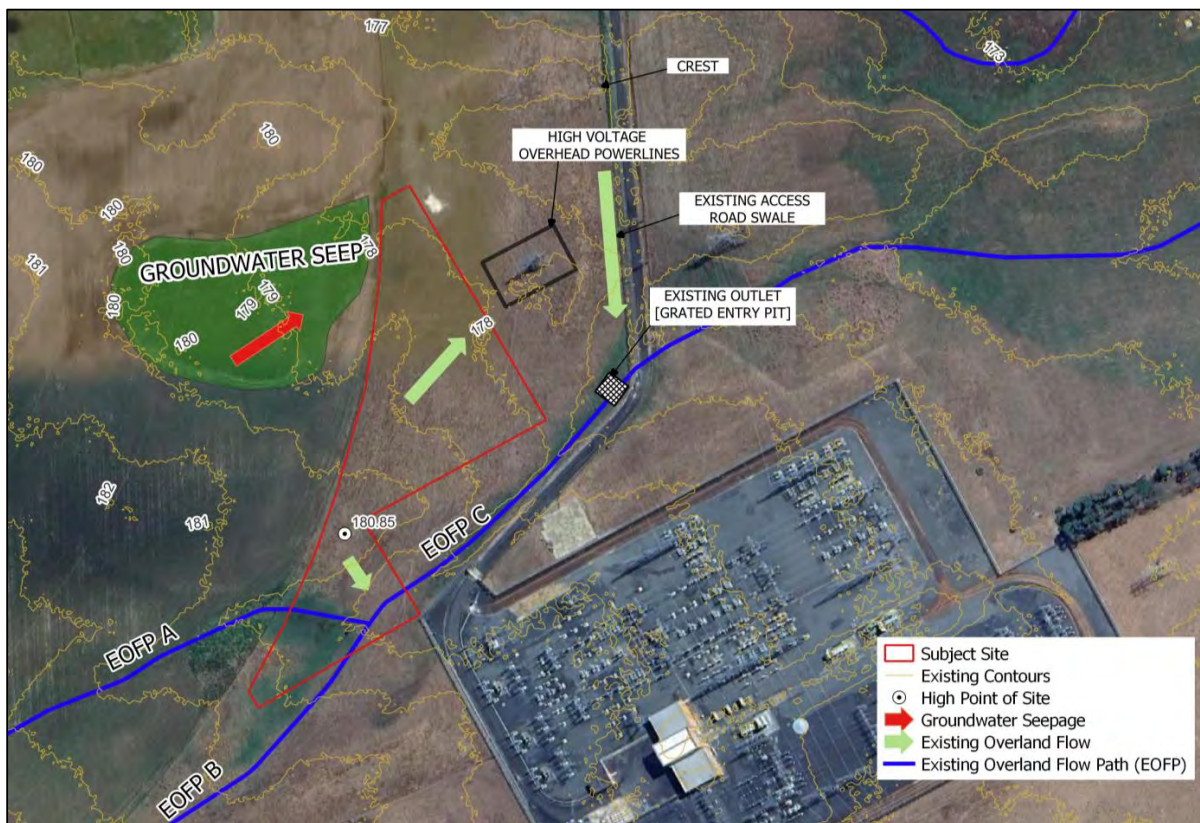 177
173
CREST
HIGH VOLTAGE
OVERHEAD POWERLINES
180
180
EXISTING ACCESS
ROAD SWALE
180
180
178
GROUNDWATER SEEP
181
180
179
179
180
EXISTING OUTLET
[GRATED ENTRY PIT]
178
182
181
180.85
EOFP C
EOFP A
EOFP B
Subject Site
Existing Contours
High Point of Site
Groundwater Seepage
Existing Overland Flow
Existing Overland Flow Path (EOFP)